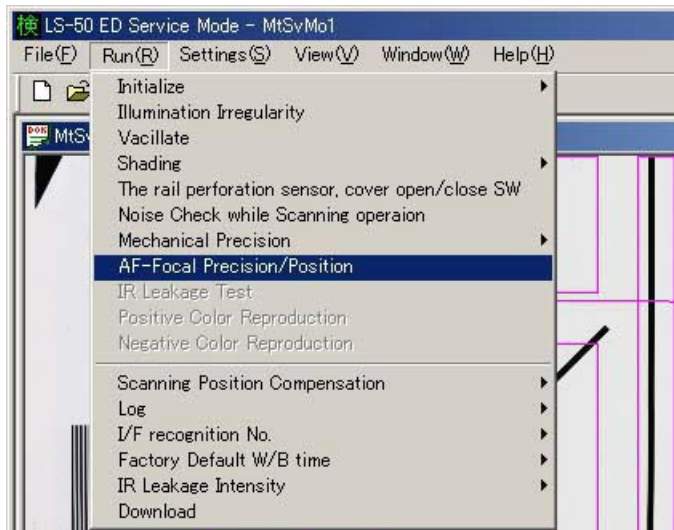 検 LS-50 ED Service Mode - MtSvMo1
File(F) Run(R) Settings(S) View(V) Window(W) Help(H)
MtSv
Initialize
Illumination Irregularity
Vacillate
Shading
The rail perforation sensor, cover open/close SW
Noise Check while Scanning operaion
Mechanical Precision
AF-Focal Precision/Position
IR Leakage Test
Positive Color Reproduction
Negative Color Reproduction
Scanning Position Compensation
Log
I/F recognition No.
Factory Default W/B time
IR Leakage Intensity
Download